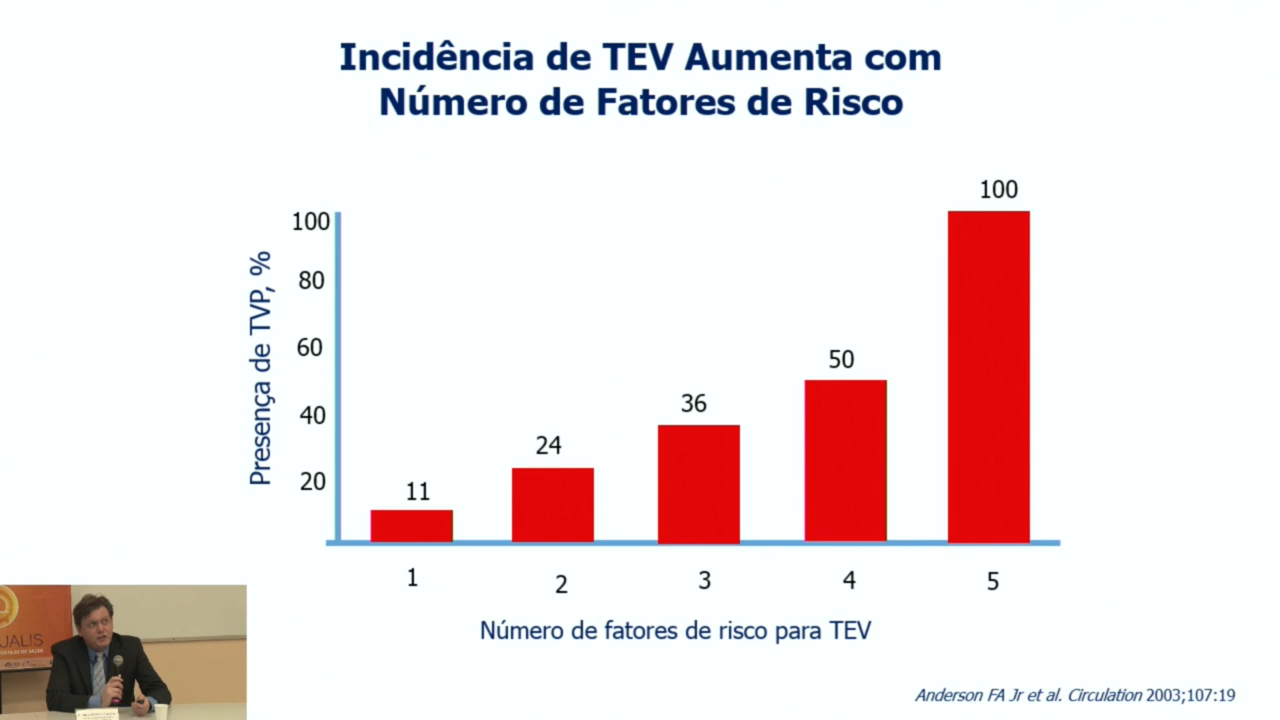 Incidência de TEV Aumenta com
Número de Fatores de Risco
Presença de TVP, %
100
80
60
40
20
11
24
36
50
100
1
2
3
4
5
Número de fatores de risco para TEV
Anderson FA Jr et al. Circulation 2003;107:19
JALIS